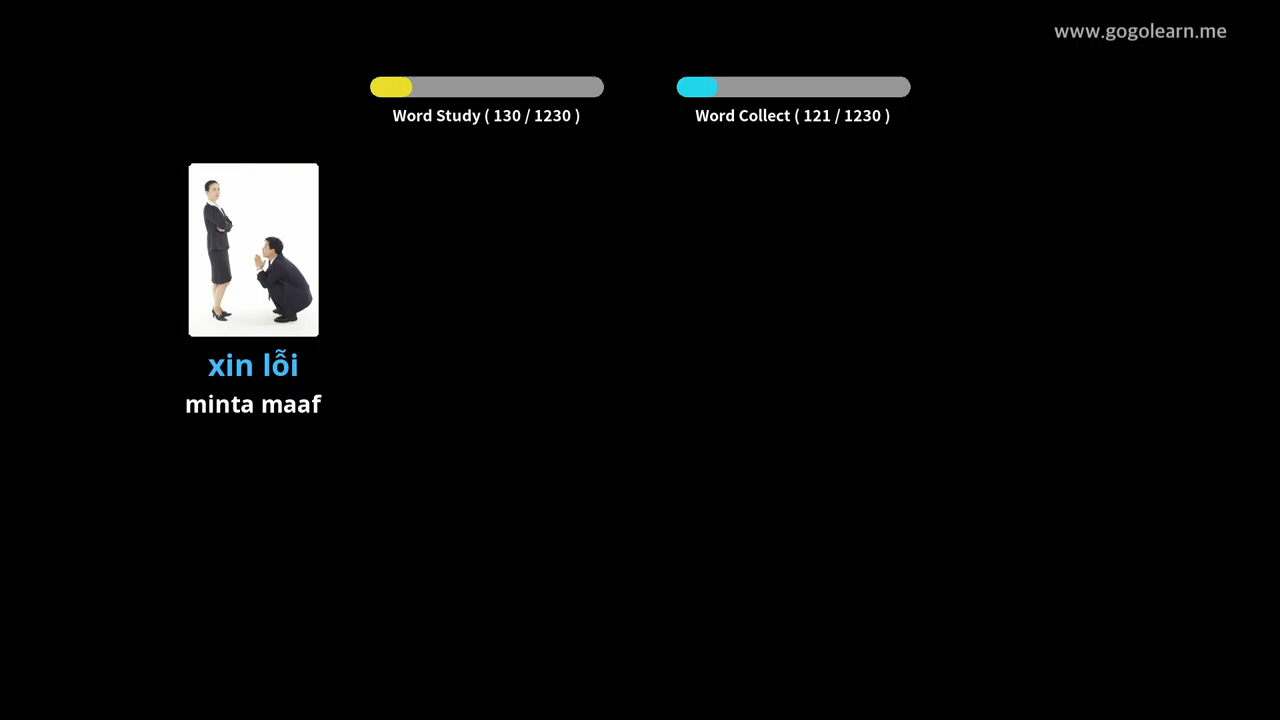 www.gogolearn.me
Word Study ( 130 / 1230 )
Word Collect ( 121 / 1230 )
xin lỗi
minta maaf